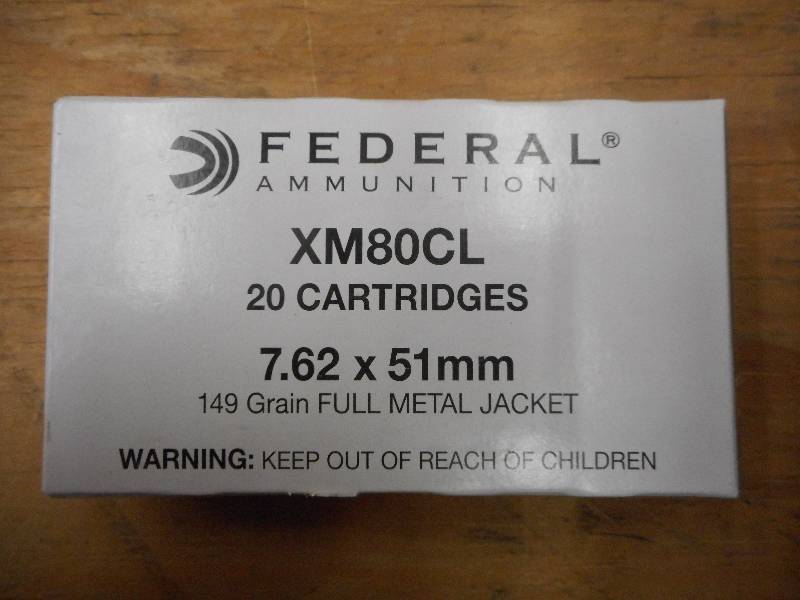 FEDERAL®
AMMUNITION
XM80CL
20 CARTRIDGES
7.62 x 51mm
149 Grain FULL METAL JACKET
WARNING: KEEP OUT OF REACH OF CHILDREN